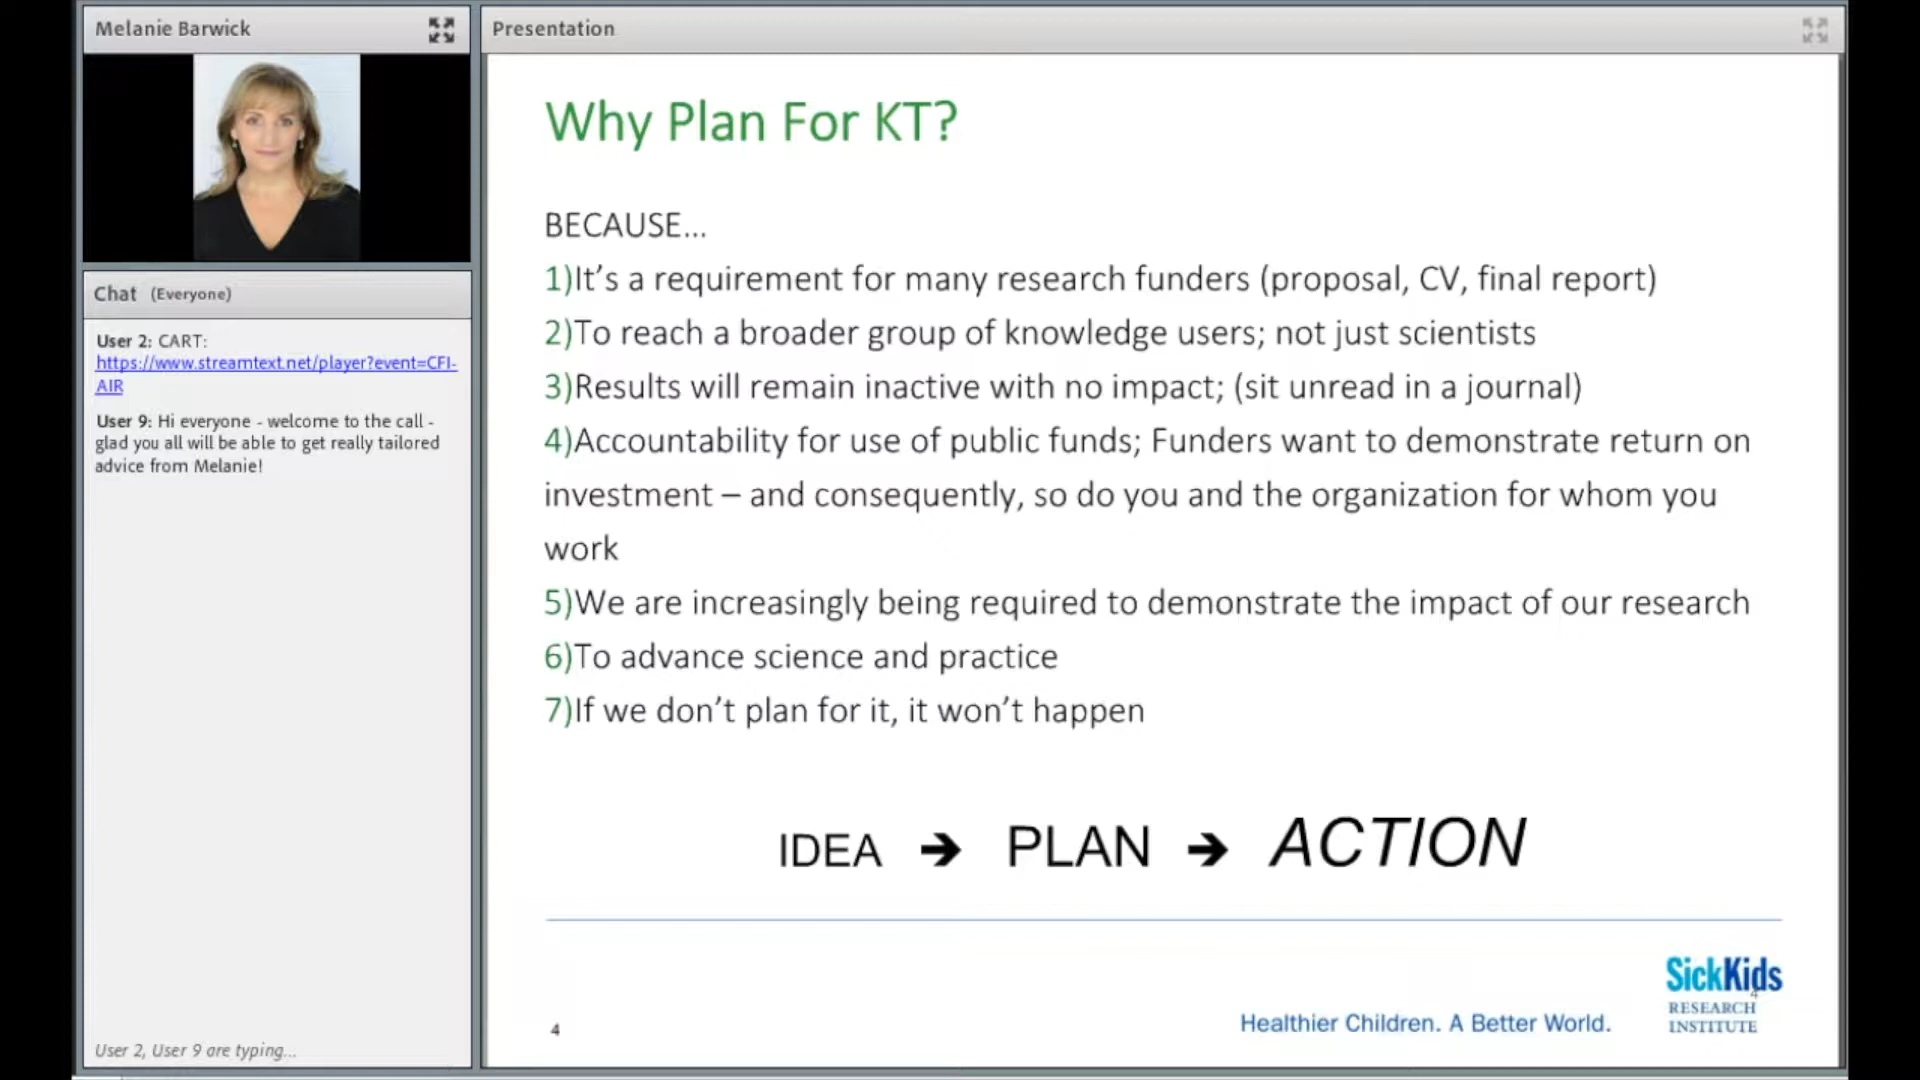 Melanie Barwick
Chat (Everyone)
User 2: CART:
https://www.streamtext.net/player?event=CFI-
AIR
User 9: Hi everyone - welcome to the call -
glad you all will be able to get really tailored
advice from Melanie!
User 2, User 9 are typing...
Presentation
Why Plan For KT?
BECAUSE...
1)It’s a requirement for many research funders (proposal, CV, final report)
2)To reach a broader group of knowledge users; not just scientists
3)Results will remain inactive with no impact; (sit unread in a journal)
4)Accountability for use of public funds; Funders want to demonstrate return on
investment – and consequently, so do you and the organization for whom you
work
5)We are increasingly being required to demonstrate the impact of our research
6)To advance science and practice
7)If we don’t plan for it, it won’t happen
IDEA ➔ PLAN ➔ ACTION
SickKids
4
RESEARCH
INSTITUTE
Healthier Children. A Better World.
4